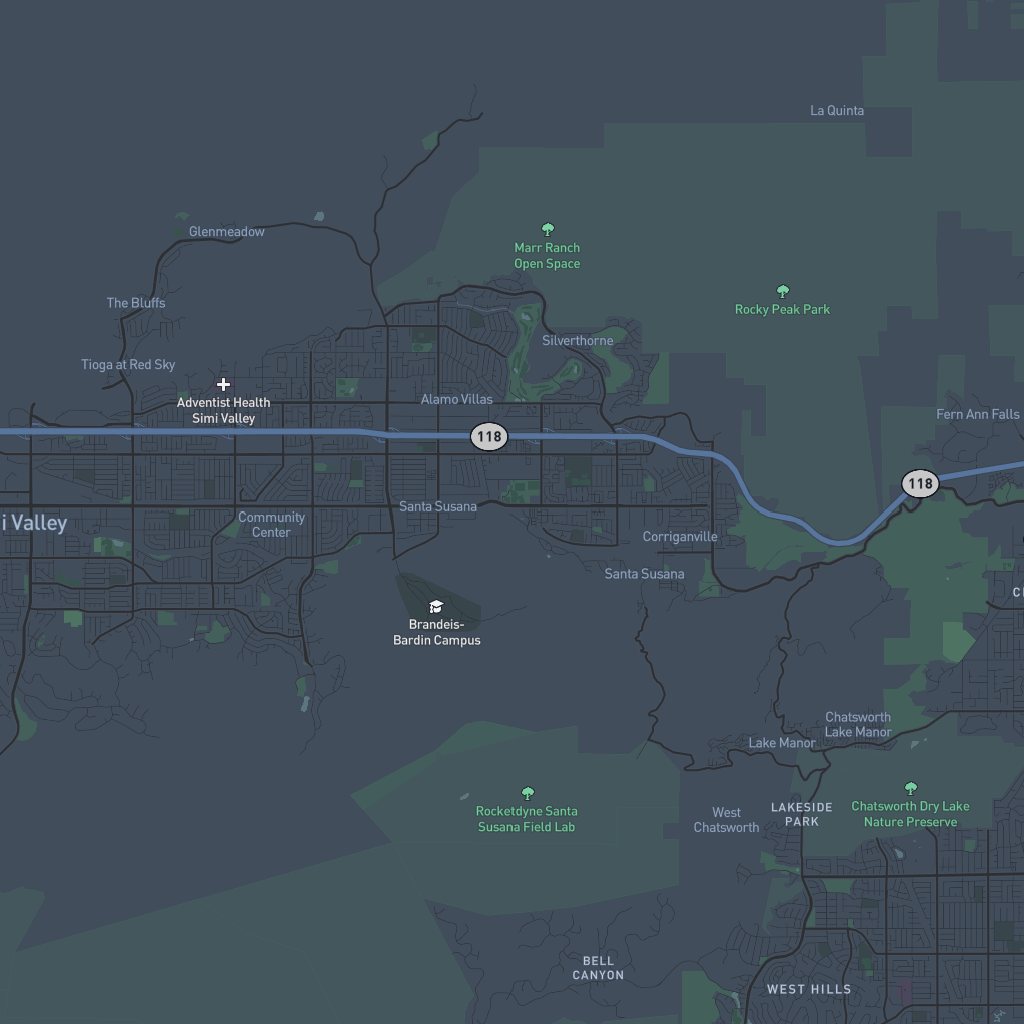 La Quinta
Glenmeadow
Marr Ranch
Open Space
The Bluffs
Rocky Peak Park
Silverthorne
Tioga at Red Sky
Adventist Health
Simi Valley
Alamo Villas
Fern Ann Falls
118
118
Santa Susana
i Valley
Community
Center
Corriganville
Santa Susana
C
Brandeis-
Bardin Campus
Chatsworth
Lake Manor
Lake Manor
Rocketdyne Santa
Susana Field Lab
West
Chatsworth
LAKESIDE
PARK
Chatsworth Dry Lake
Nature Preserve
BELL
CANYON
WEST HILLS